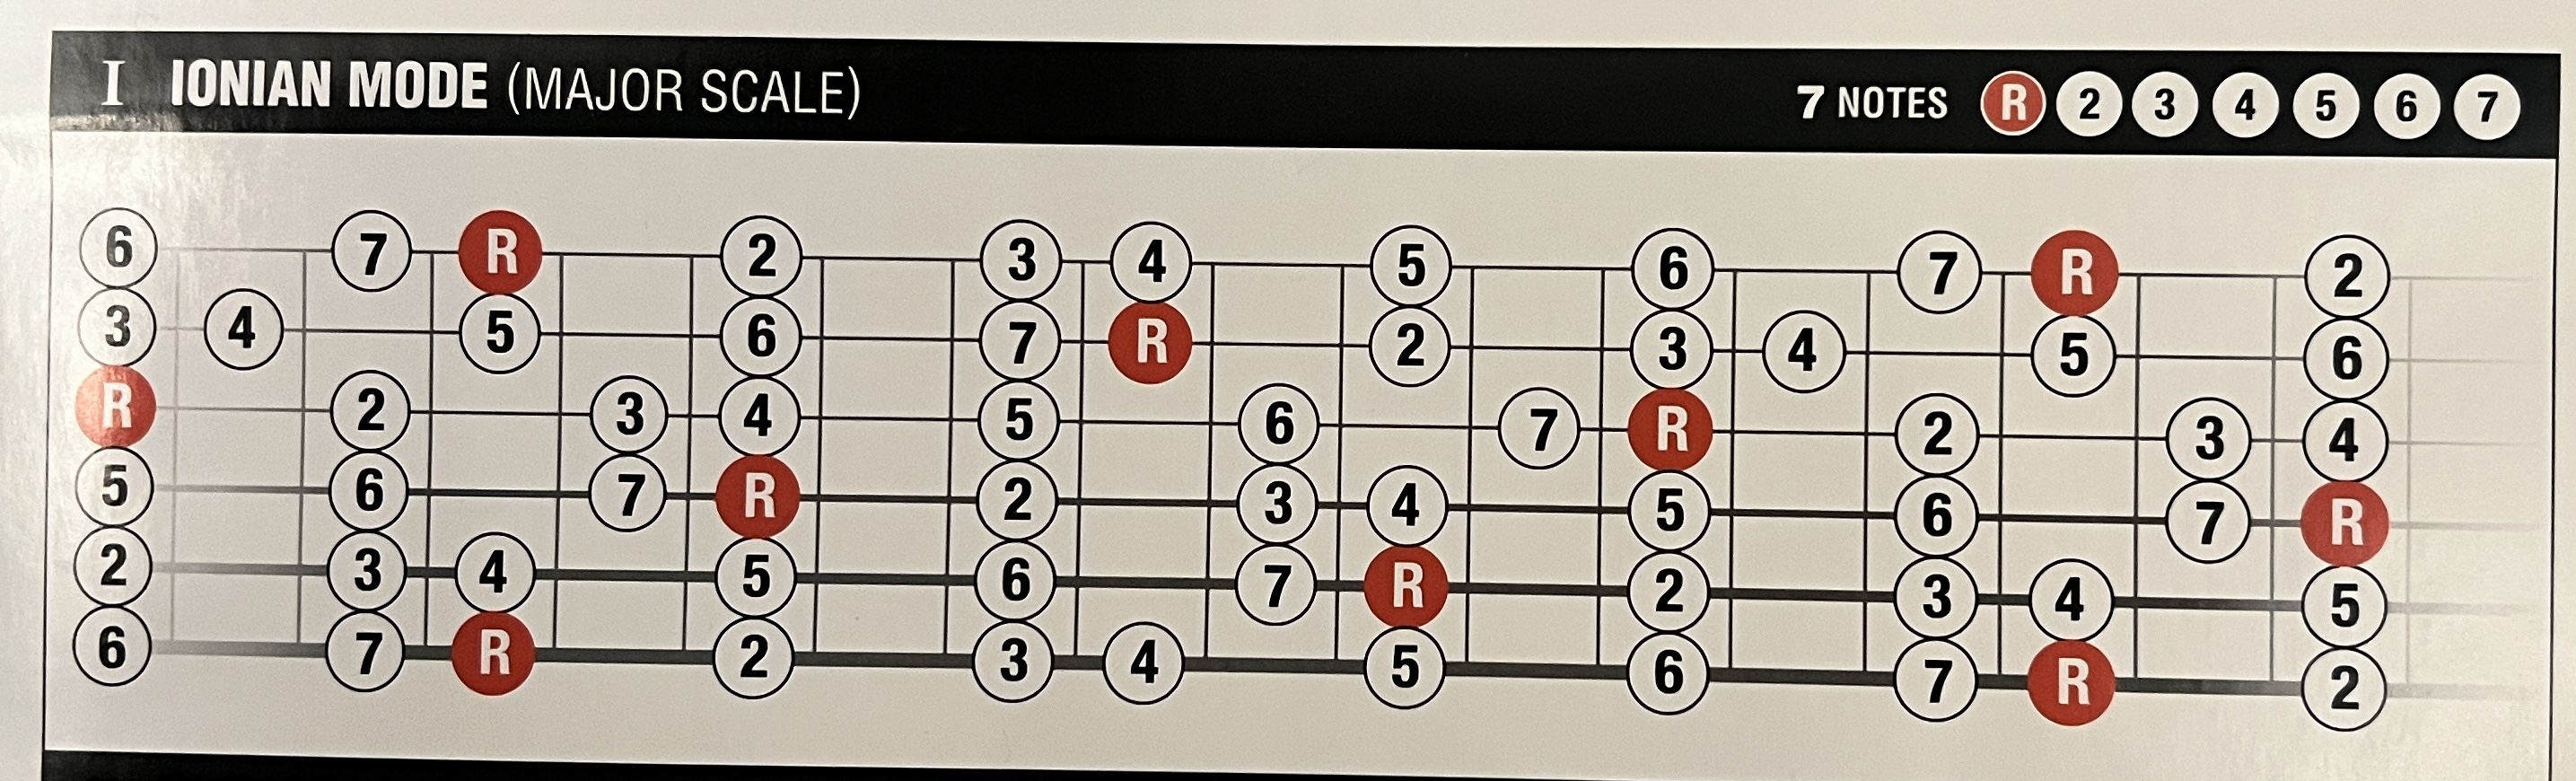 I IONIAN MODE (MAJOR SCALE) 7 NOTES R 2 3 4 5 6 7
6 7 R 2 3 4 5 6 7 R 2
3 4 5 6 7 R 2 3 4 5 6
R 2 3 4 5 6 7 R 2 3 4
5 6 7 R 2 3 4 5 6 7 R
2 3 4 5 6 7 R 2 3 4 5
6 7 R 2 3 4 5 6 7 R 2